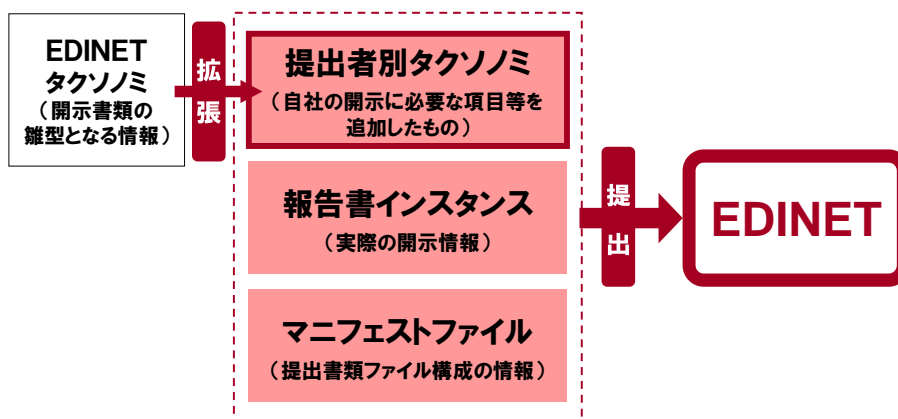 EDINET
タクソノミ
（開示書類の
雛型となる情報）
拡張
提出者別タクソノミ
（自社の開示に必要な項目等を
追加したもの）
報告書インスタンス
（実際の開示情報）
マニフェストファイル
（提出書類ファイル構成の情報）
提出
EDINET